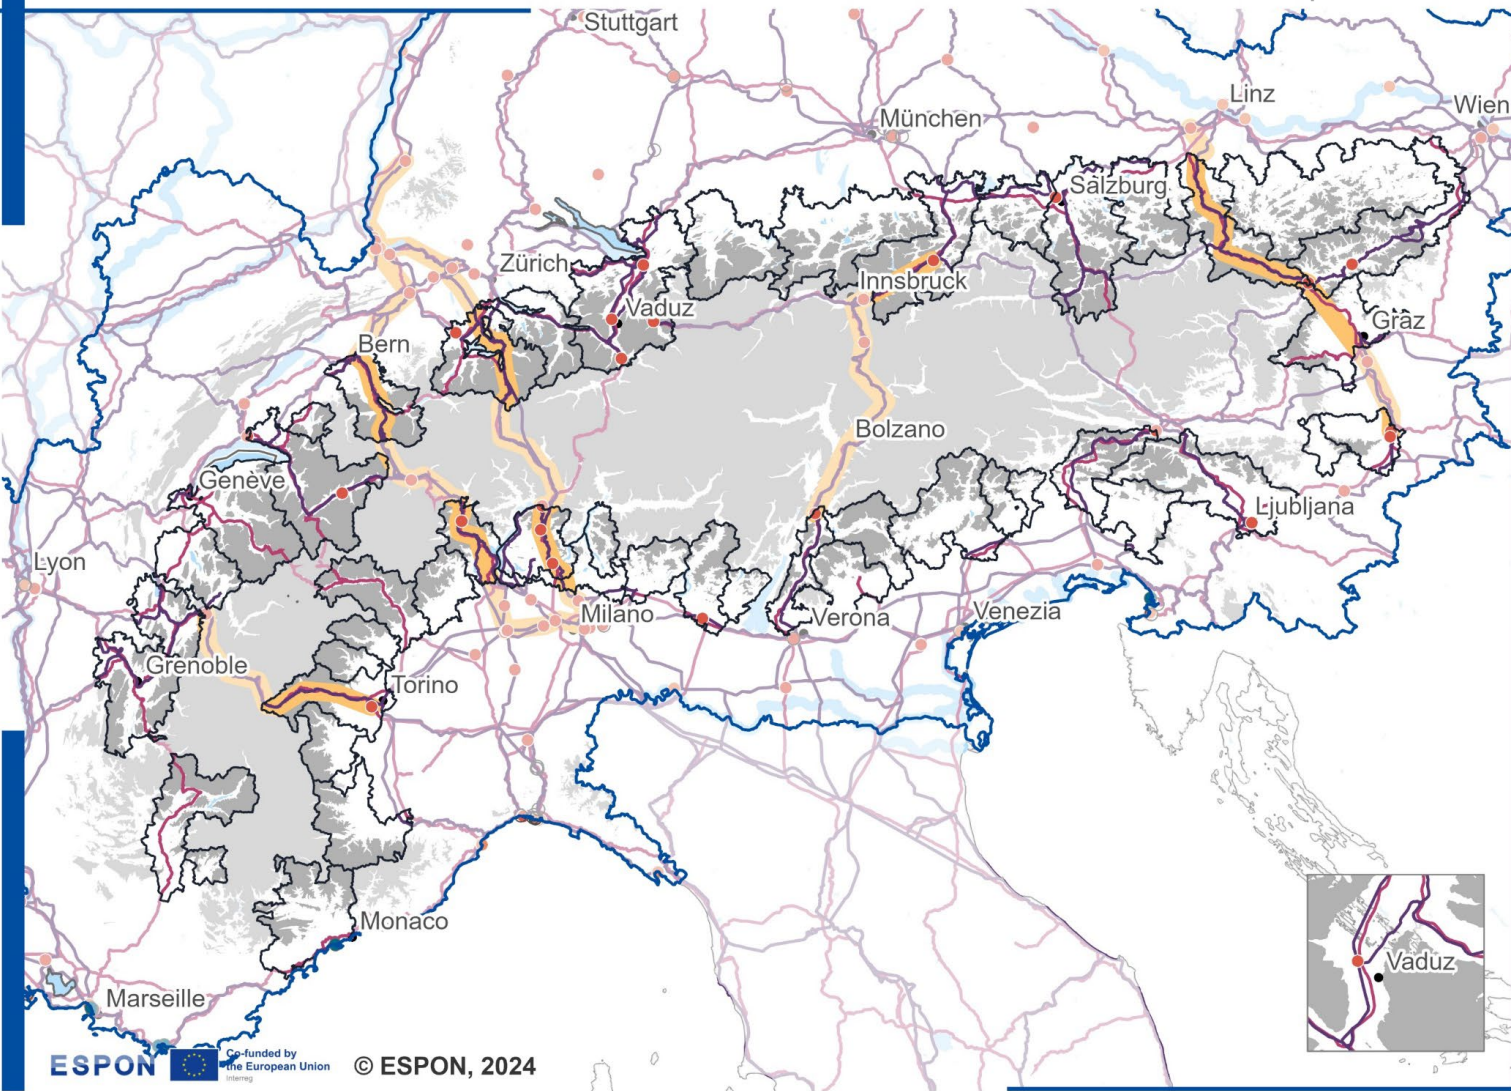 Stuttgart
Linz
Wien
München
Salzburg
Zürich
Innsbruck
Vaduz
Graz
Bern
Bolzano
Genève
Ljubljana
Lyon
Milano
Verona
Venezia
Grenoble
Torino
Monaco
Vaduz
Marseille
ESPON
Co-funded by
the European Union
Interreg
© ESPON, 2024